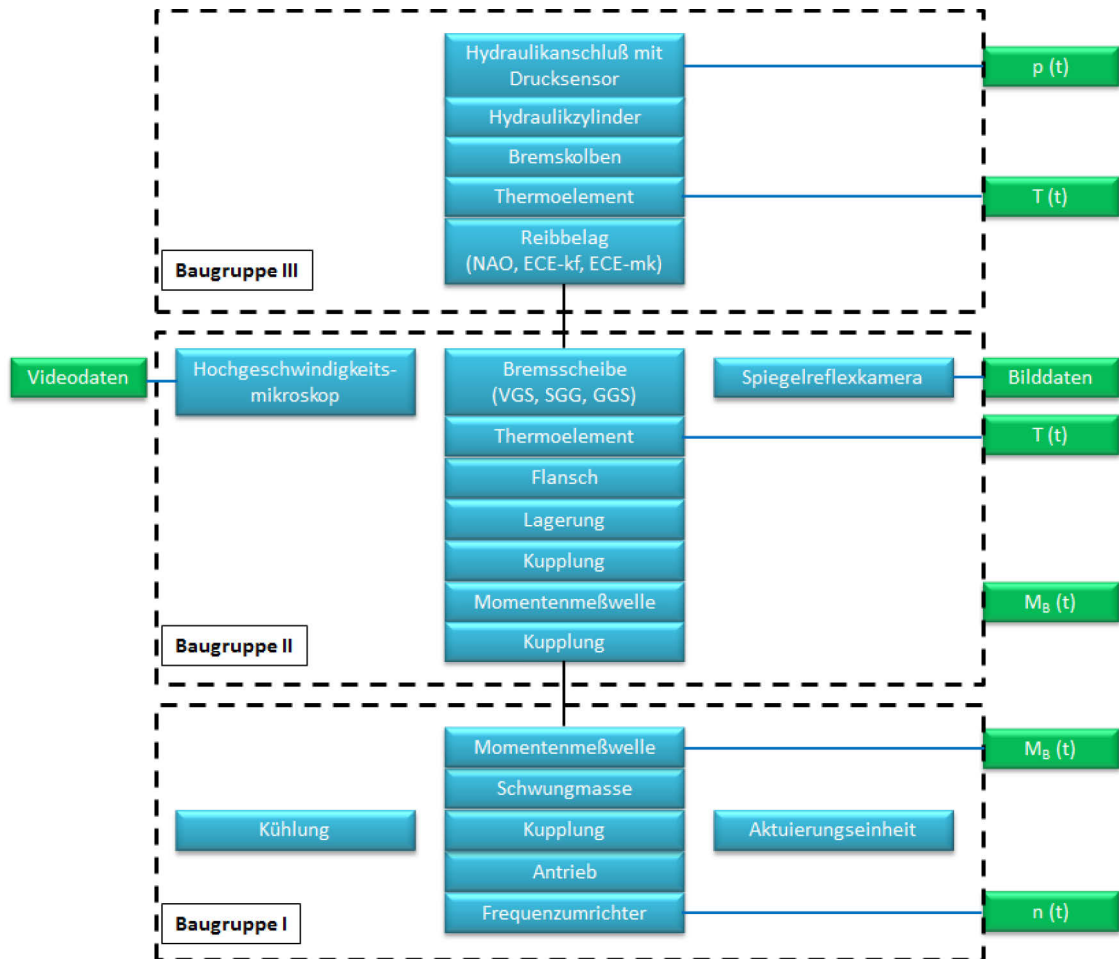 Hydraulikanschluß mit
Drucksensor
p (t)
Hydraulikzylinder
Bremskolben
Thermoelement
T (t)
Reibbelag
(NAO, ECE-kf, ECE-mk)
Baugruppe III
Videodaten
Hochgeschwindigkeits-
mikroskop
Bremsscheibe
(VGS, SGG, GGS)
Spiegelreflexkamera
Bilddaten
Thermoelement
T (t)
Flansch
Lagerung
Kupplung
Momentenmeßwelle
M_B (t)
Kupplung
Baugruppe II
Momentenmeßwelle
M_B (t)
Schwungmasse
Kühlung
Kupplung
Aktuierungseinheit
Antrieb
Frequenzumrichter
n (t)
Baugruppe I